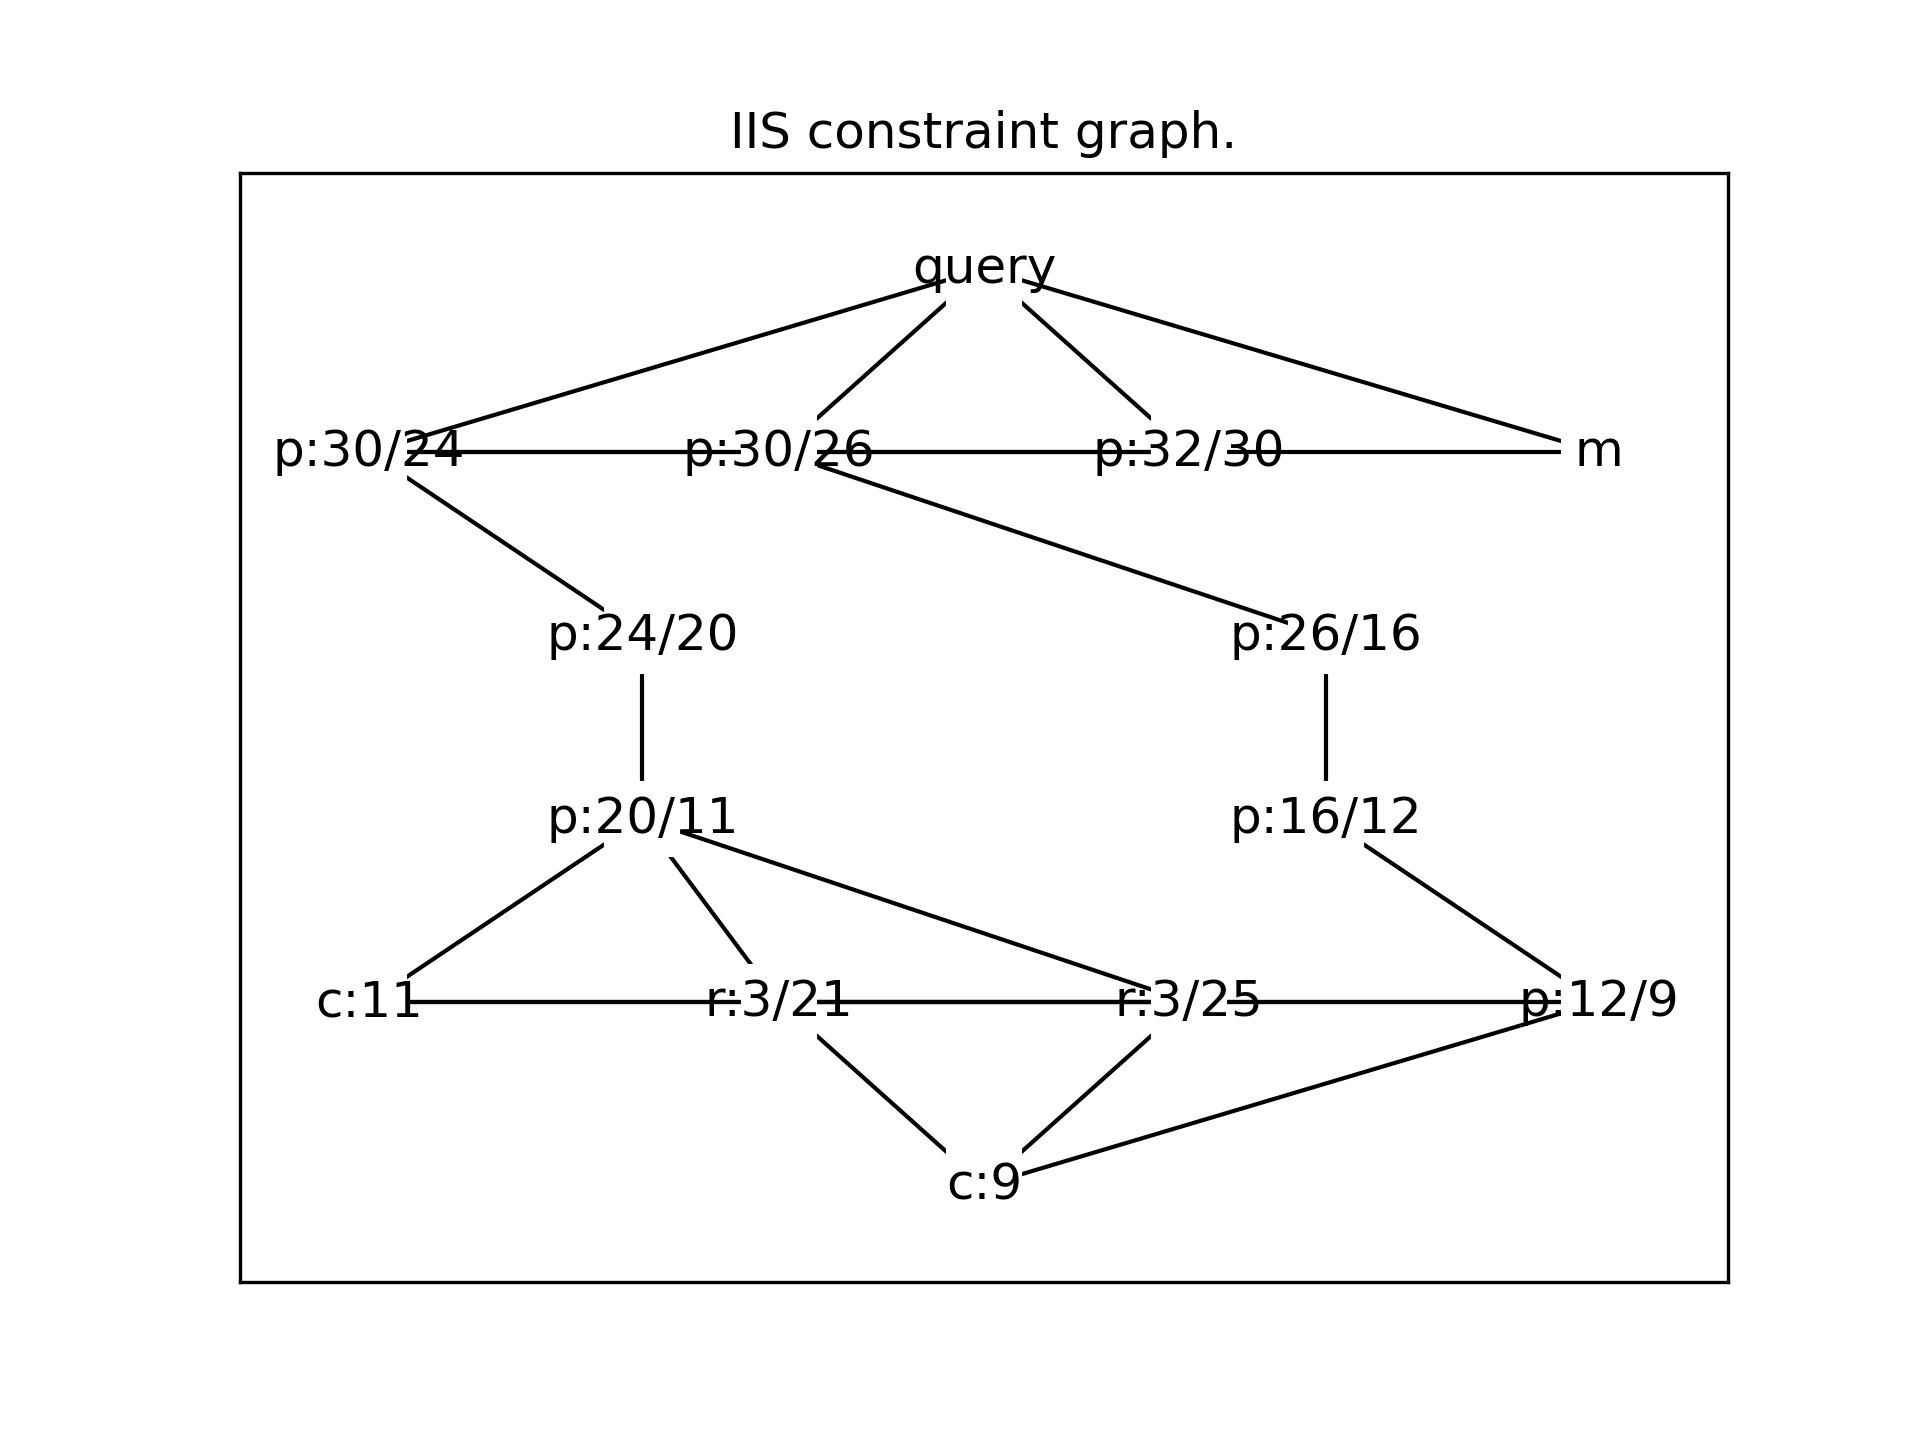 IIS constraint graph.
query
p:30/24 p:30/26 p:32/30 m
p:24/20 p:26/16
p:20/11 p:16/12
c:11 r:3/21 r:3/25 p:12/9
c:9